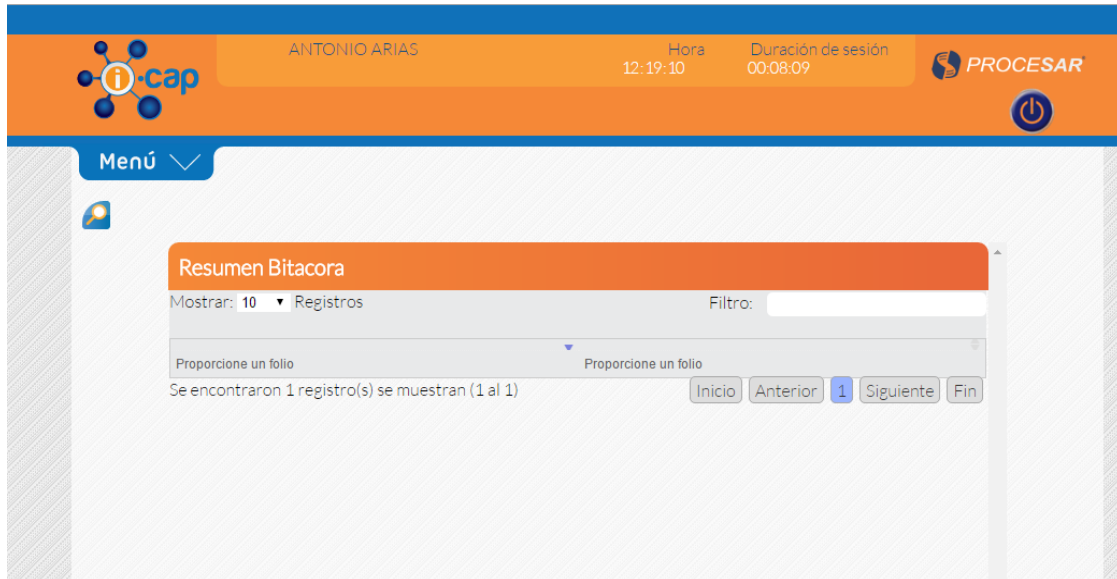 ANTONIO ARIAS Hora Duración de sesión
12:19:10 00:08:09
i-cap
PROCESAR
Menú
Resumen Bitacora
Mostrar: 10 Registros Filtro:
Proporcione un folio Proporcione un folio
Se encontraron 1 registro(s) se muestran (1 al 1) Inicio Anterior 1 Siguiente Fin